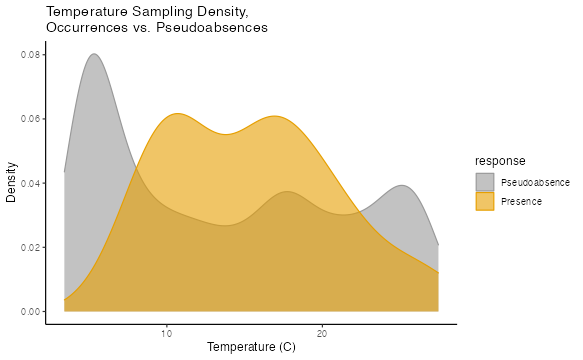 Temperature Sampling Density,
Occurrences vs. Pseudoabsences
0.08
0.06
0.04
0.02
0.00
Density
10
20
Temperature (C)
response
Pseudoabsence
Presence